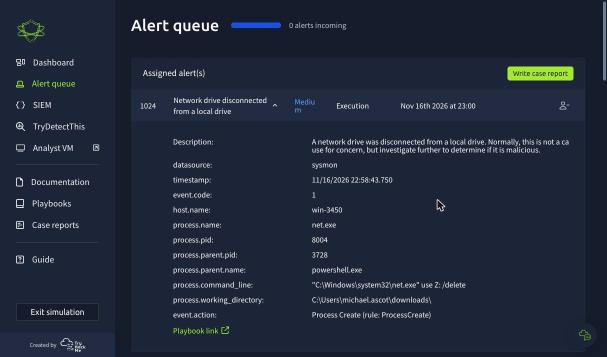 Alert queue
0 alerts incoming
Dashboard
Alert queue
SIEM
TryDetectThis
Analyst VM
Documentation
Playbooks
Case reports
Guide
Exit simulation
Created by Try Hack Me
Assigned alert(s)
Write case report
1024
Network drive disconnected
from a local drive
Mediu
m
Execution
Nov 16th 2026 at 23:00
Description:
A network drive was disconnected from a local drive. Normally, this is not a ca
use for concern, but investigate further to determine if it is malicious.
datasource:
sysmon
timestamp:
11/16/2026 22:58:43.750
event.code:
1
host.name:
win-3450
process.name:
net.exe
process.pid:
8004
process.parent.pid:
3728
process.parent.name:
powershell.exe
process.command_line:
"C:\Windows\system32\net.exe" use Z: /delete
process.working_directory:
C:\Users\michael.ascot\downloads\
event.action:
Process Create (rule: ProcessCreate)
Playbook link